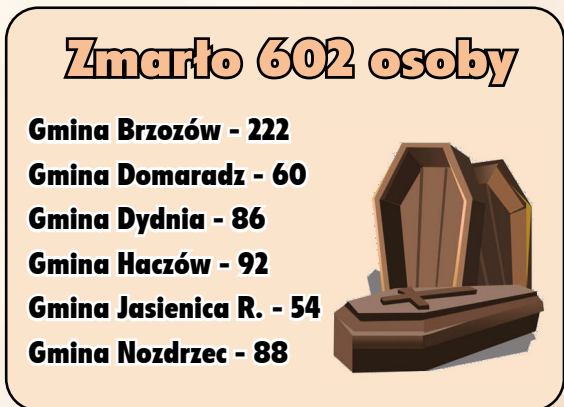 Zmarło 602 osoby
Gmina Brzozów - 222
Gmina Domaradz - 60
Gmina Dydnia - 86
Gmina Haczów - 92
Gmina Jasienica R. - 54
Gmina Nozdrzec - 88